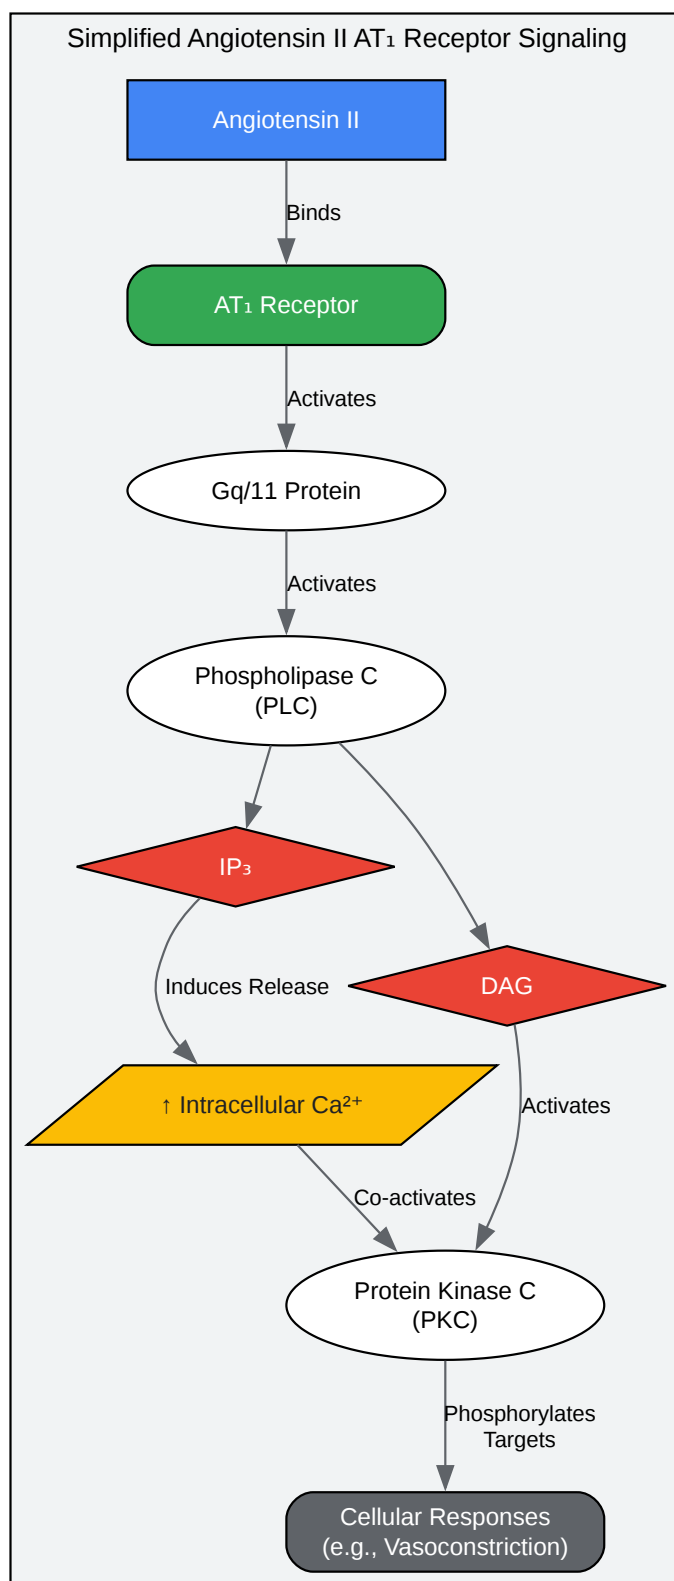 Simplified Angiotensin II AT₁ Receptor Signaling
Angiotensin II
Binds
AT₁ Receptor
Activates
Gq/11 Protein
Activates
Phospholipase C
(PLC)
IP₃
Induces Release
DAG
↑ Intracellular Ca²⁺
Activates
Co-activates
Protein Kinase C
(PKC)
Phosphorylates
Targets
Cellular Responses
(e.g., Vasoconstriction)